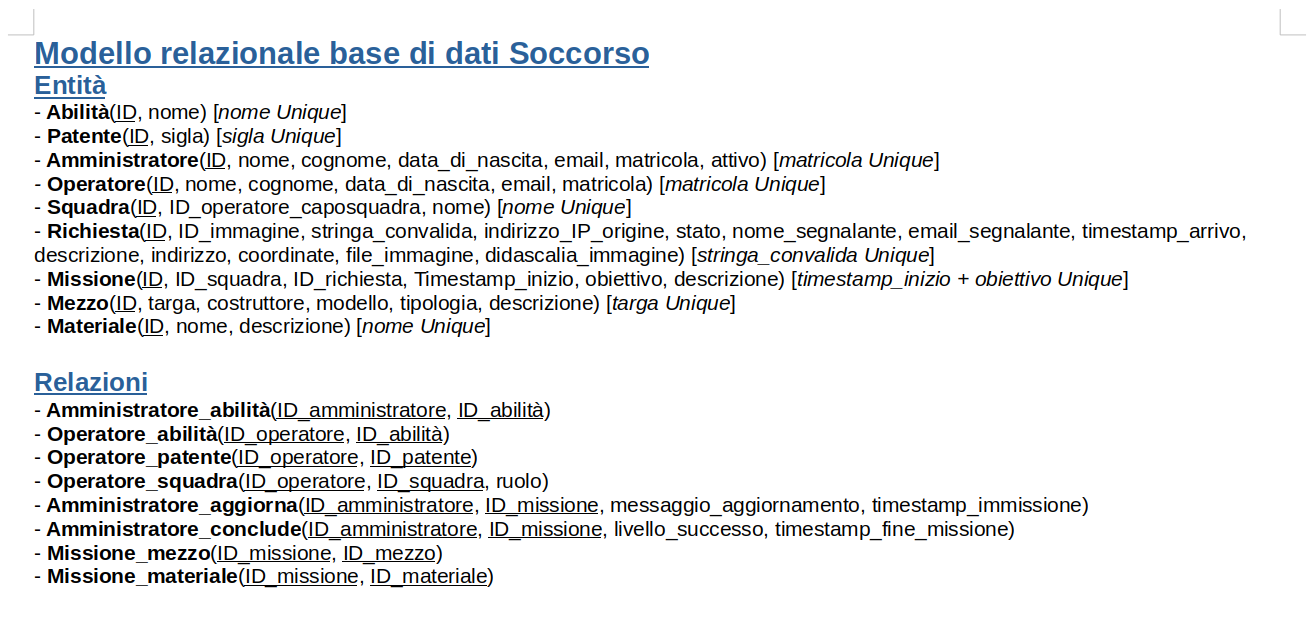 Modello relazionale base di dati Soccorso
Entità
- Abilità(ID, nome) [nome Unique]
- Patente(ID, sigla) [sigla Unique]
- Amministratore(ID, nome, cognome, data_di_nascita, email, matricola, attivo) [matricola Unique]
- Operatore(ID, nome, cognome, data_di_nascita, email, matricola) [matricola Unique]
- Squadra(ID, ID_operatore_caposquadra, nome) [nome Unique]
- Richiesta(ID, ID_immagine, stringa_convalida, indirizzo_IP_origine, stato, nome_segnalante, email_segnalante, timestamp_arrivo,
descrizione, indirizzo, coordinate, file_immagine, didascalia_immagine) [stringa_convalida Unique]
- Missione(ID, ID_squadra, ID_richiesta, Timestamp_inizio, obiettivo, descrizione) [timestamp_inizio + obiettivo Unique]
- Mezzo(ID, targa, costruttore, modello, tipologia, descrizione) [targa Unique]
- Materiale(ID, nome, descrizione) [nome Unique]
Relazioni
- Amministratore_abilità(ID_amministratore, ID_abilità)
- Operatore_abilità(ID_operatore, ID_abilità)
- Operatore_patente(ID_operatore, ID_patente)
- Operatore_squadra(ID_operatore, ID_squadra, ruolo)
- Amministratore_aggiorna(ID_amministratore, ID_missione, messaggio_aggiornamento, timestamp_immissione)
- Amministratore_conclude(ID_amministratore, ID_missione, livello_successo, timestamp_fine_missione)
- Missione_mezzo(ID_missione, ID_mezzo)
- Missione_materiale(ID_missione, ID_materiale)